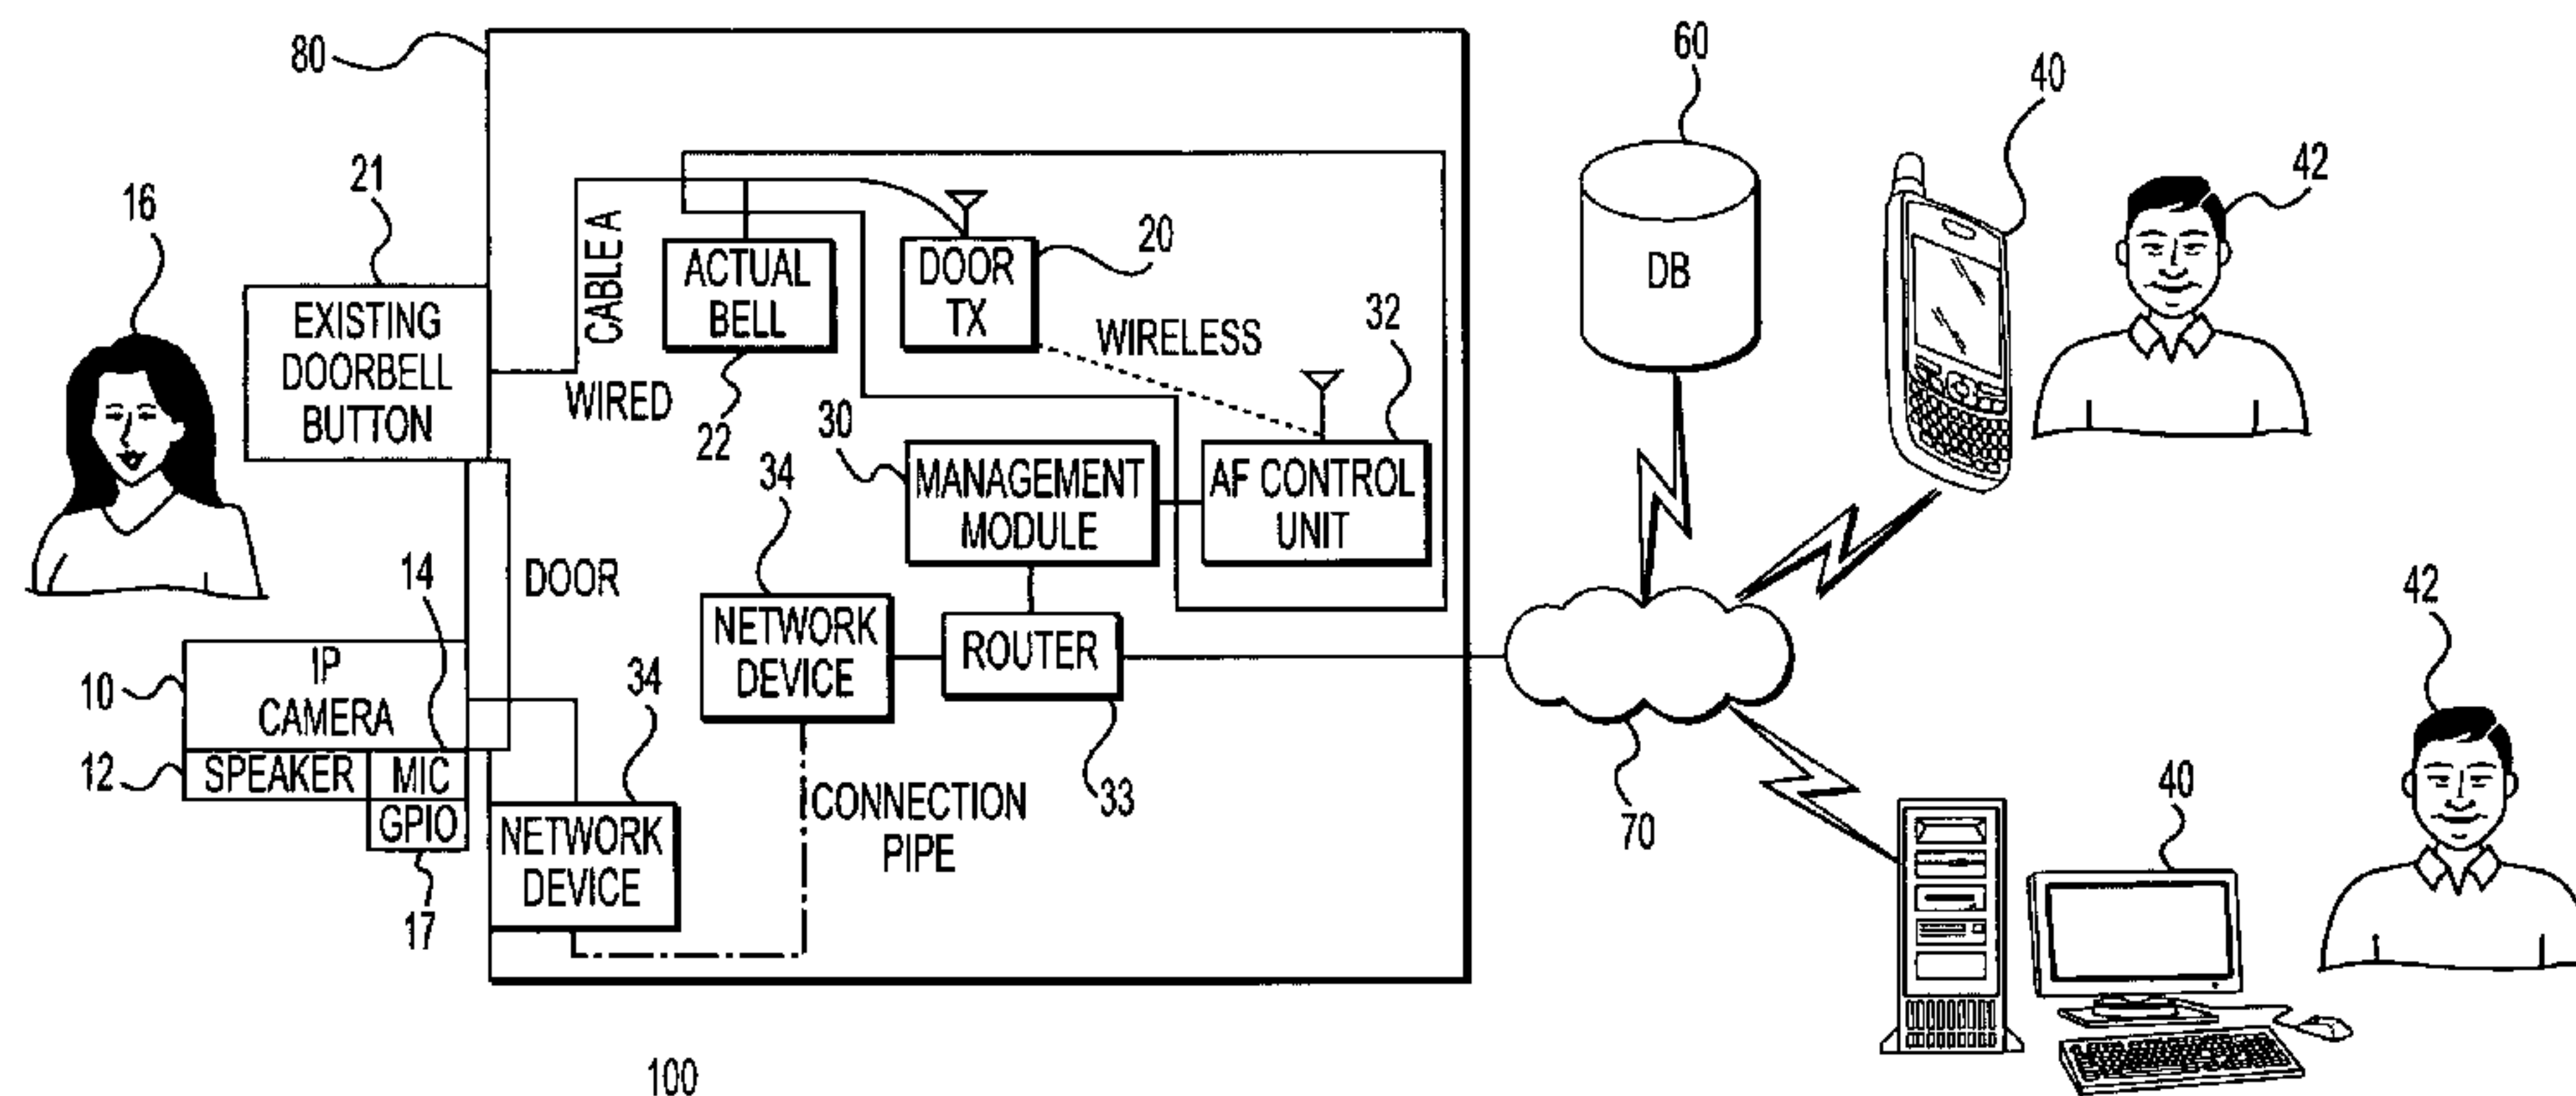 80
60
40
42
16
21
EXISTING
DOORBELL
BUTTON
CABLE A
WIRED
ACTUAL
BELL
22
DOOR
TX
20
WIRELESS
32
DB
30
MANAGEMENT
MODULE
AF CONTROL
UNIT
34
NETWORK
DEVICE
ROUTER
33
DOOR
14
10
IP
CAMERA
12
SPEAKER
MIC
GPIO
17
34
NETWORK
DEVICE
CONNECTION
PIPE
70
42
40
100